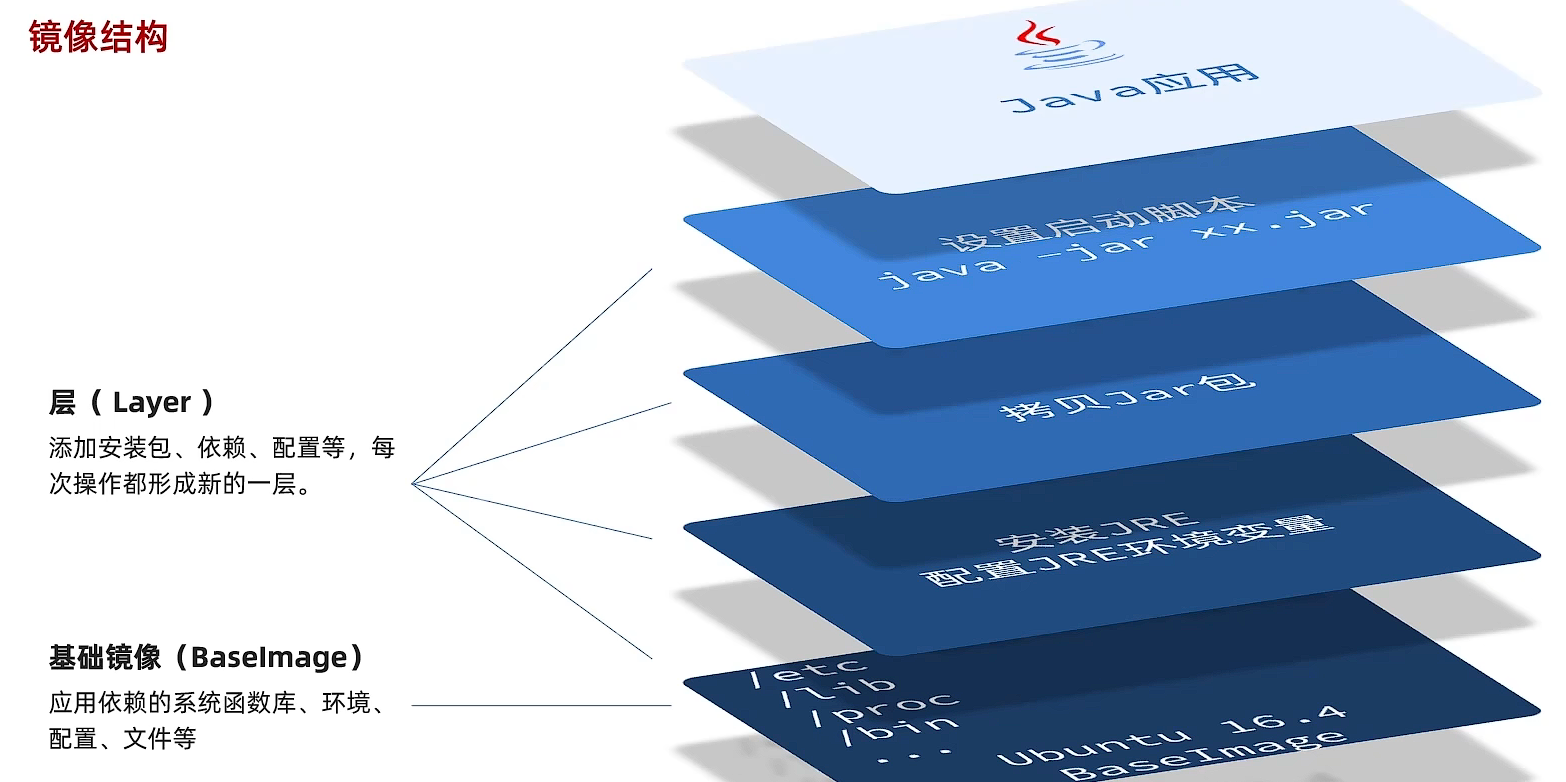 镜像结构
Java应用
设置启动脚本
java -jar xx.jar
拷贝Jar包
层（ Layer ）
添加安装包、依赖、配置等，每
次操作都形成新的一层。
安装JRE
配置JRE环境变量
基础镜像（BaseImage）
应用依赖的系统函数库、环境、
配置、文件等
/etc
/lib
/proc
/bin
...
Ubuntu 16.4
BaseImage